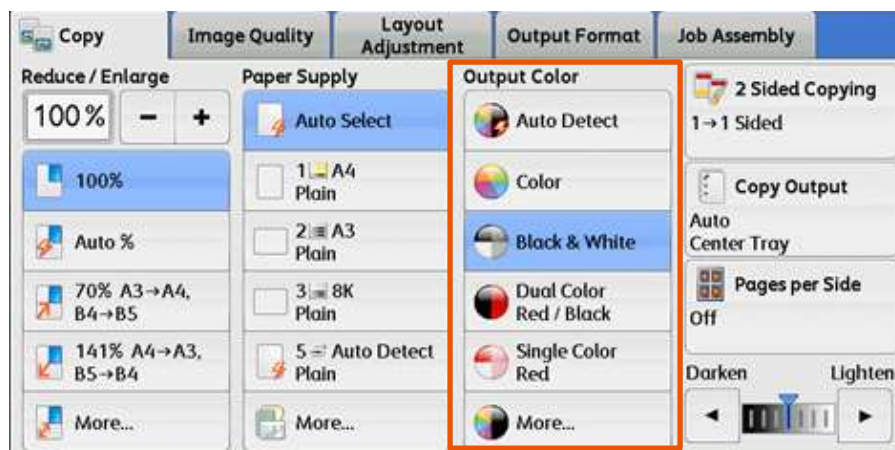 Copy
Image Quality
Layout
Adjustment
Output Format
Job Assembly
Reduce / Enlarge
100%
-
+
100%
Auto %
70% A3→A4,
B4→B5
141% A4→A3,
B5→B4
More...
Paper Supply
Auto Select
1 A4
Plain
2 A3
Plain
3 8K
Plain
5 Auto Detect
Plain
More...
Output Color
Auto Detect
Color
Black & White
Dual Color
Red / Black
Single Color
Red
More...
2 Sided Copying
1→1 Sided
Copy Output
Auto
Center Tray
Pages per Side
Off
Darken Lighten